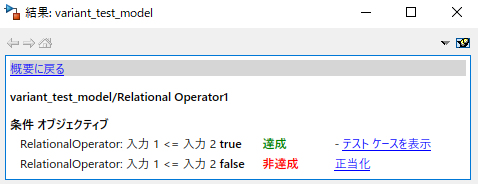 結果: variant_test_model
概要に戻る
variant_test_model/Relational Operator1
条件 オブジェクティブ
RelationalOperator: 入力 1 <= 入力 2 true 達成 - テスト ケースを表示
RelationalOperator: 入力 1 <= 入力 2 false 非達成 正当化